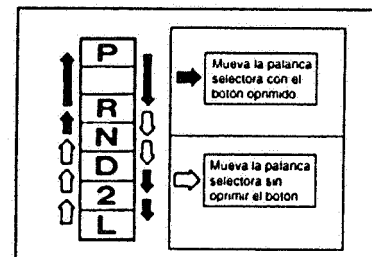 P
R
N
D
2
L
Mueva la palanca
selectora con el
botón oprimido.
Mueva la palanca
selectora sin
oprimir el botón